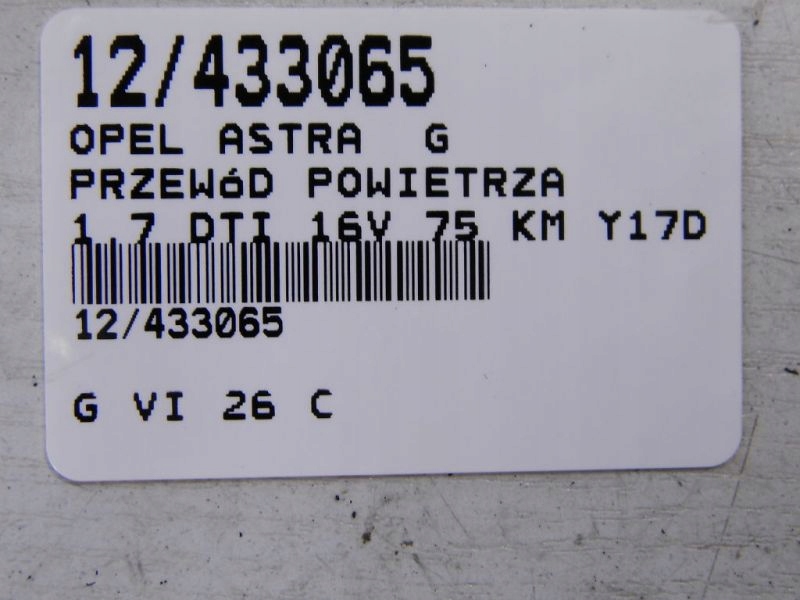 12/433065
OPEL ASTRA G
PRZEWóD POWIETRZA
1.7 DTI 16V 75 KM Y17D
12/433065
G VI 26 C